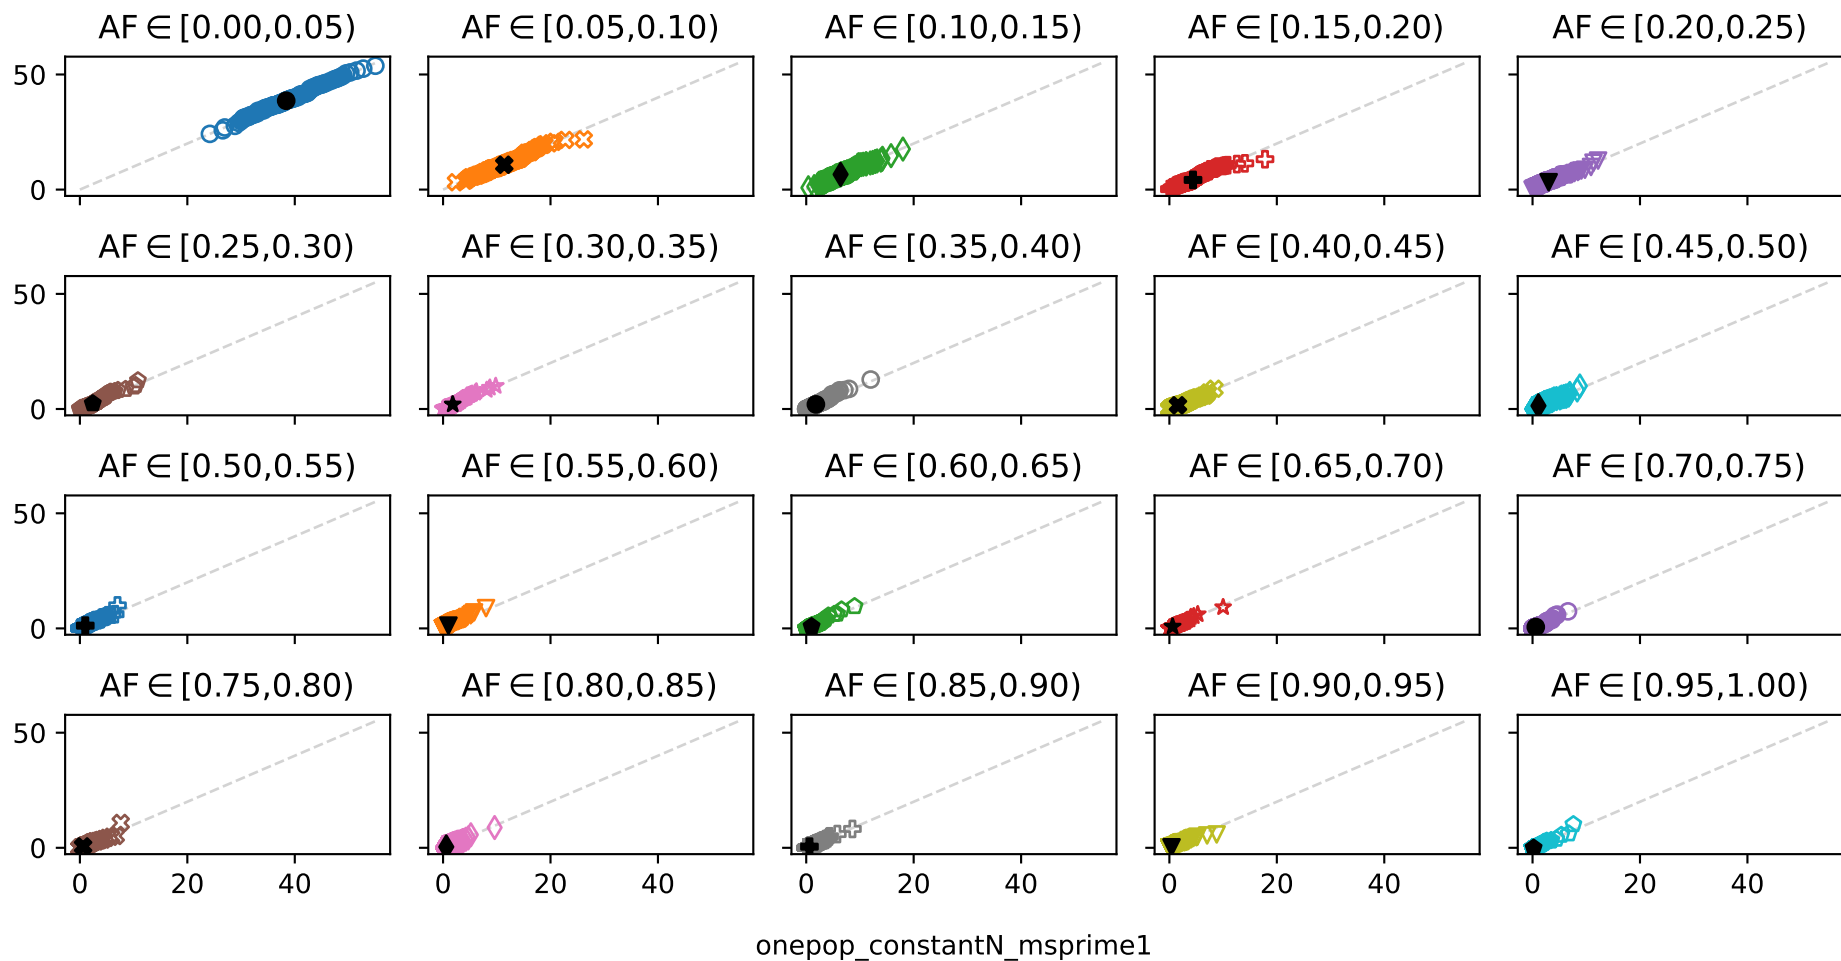 AF ∈ [0.00,0.05) AF ∈ [0.05,0.10) AF ∈ [0.10,0.15) AF ∈ [0.15,0.20) AF ∈ [0.20,0.25)
50
0
AF ∈ [0.25,0.30) AF ∈ [0.30,0.35) AF ∈ [0.35,0.40) AF ∈ [0.40,0.45) AF ∈ [0.45,0.50)
50
0
AF ∈ [0.50,0.55) AF ∈ [0.55,0.60) AF ∈ [0.60,0.65) AF ∈ [0.65,0.70) AF ∈ [0.70,0.75)
50
0
AF ∈ [0.75,0.80) AF ∈ [0.80,0.85) AF ∈ [0.85,0.90) AF ∈ [0.90,0.95) AF ∈ [0.95,1.00)
50
0
0 20 40 0 20 40 0 20 40 0 20 40 0 20 40
onepop_constantN_msprime1